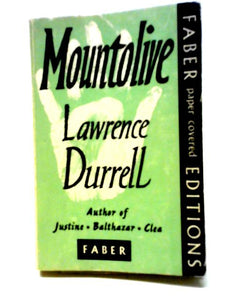 Mountolive
Lawrence
Durrell
Author of
Justine • Balthazar • Clea
FABER
FABER paper covered EDITIONS